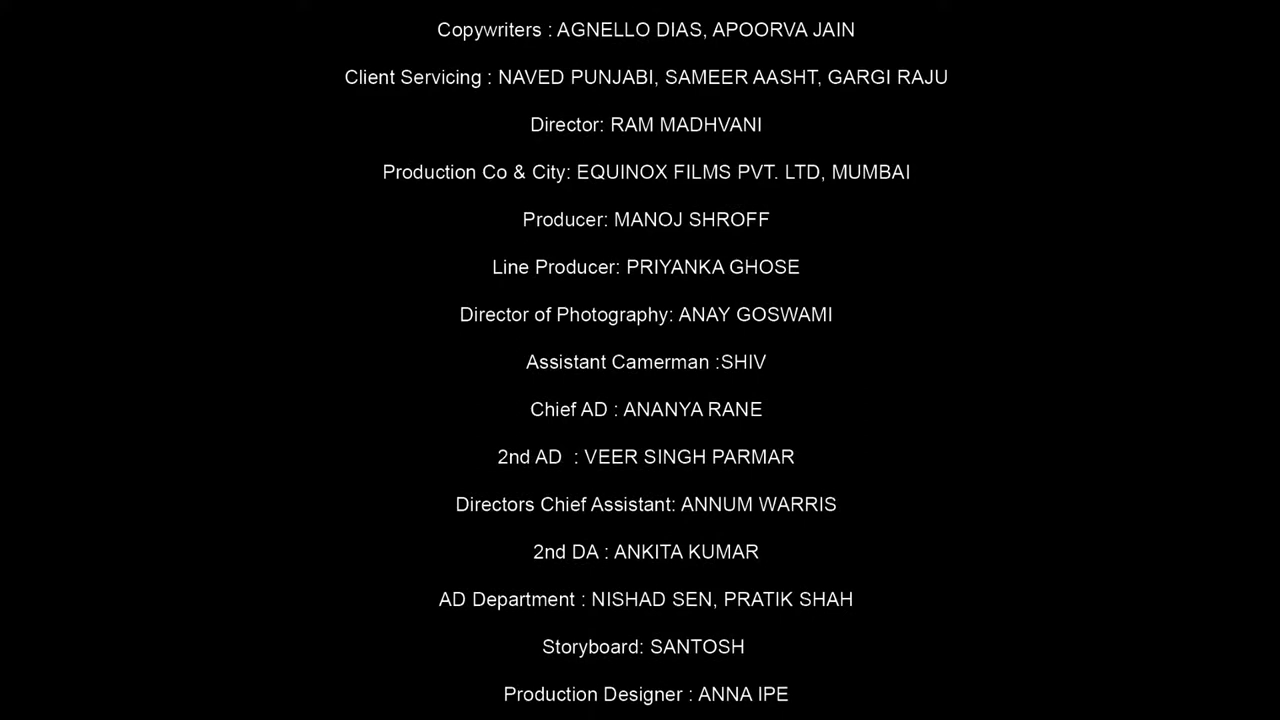 Copywriters : AGNELLO DIAS, APOORVA JAIN
Client Servicing : NAVED PUNJABI, SAMEER AASHT, GARGI RAJU
Director: RAM MADHVANI
Production Co & City: EQUINOX FILMS PVT. LTD, MUMBAI
Producer: MANOJ SHROFF
Line Producer: PRIYANKA GHOSE
Director of Photography: ANAY GOSWAMI
Assistant Camerman :SHIV
Chief AD : ANANYA RANE
2nd AD  : VEER SINGH PARMAR
Directors Chief Assistant: ANNUM WARRIS
2nd DA : ANKITA KUMAR
AD Department : NISHAD SEN, PRATIK SHAH
Storyboard: SANTOSH
Production Designer : ANNA IPE